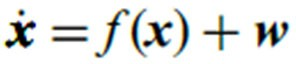 ẋ = f(x) + w